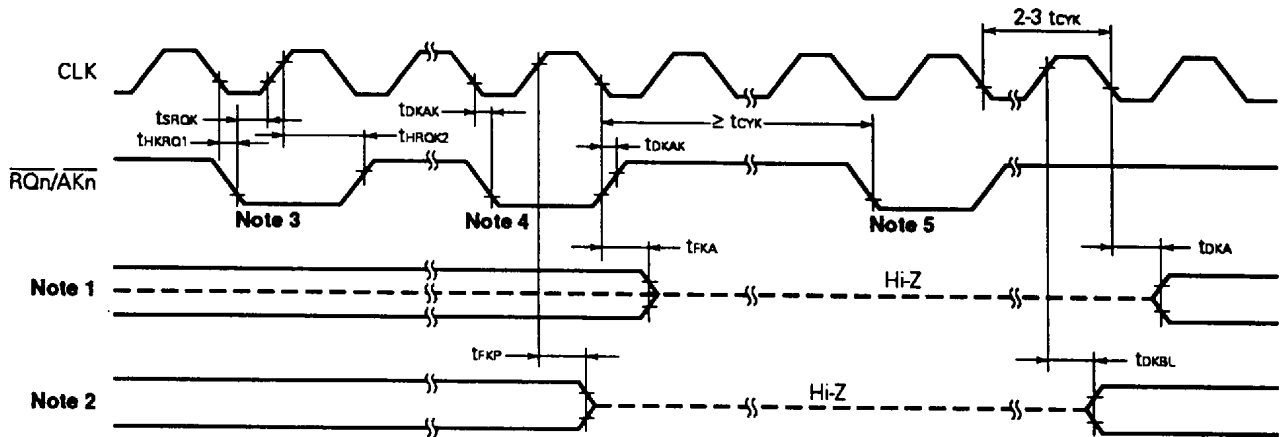 2-3 tCYK
CLK
tSRQK
tHKRQ1
tHRQK2
tDKAK
≥ tCYK
tDKAK
RQn/AKn
Note 3
Note 4
Note 5
tFKA
tDKA
Note 1
Hi-Z
tFKP
tDKBL
Note 2
Hi-Z